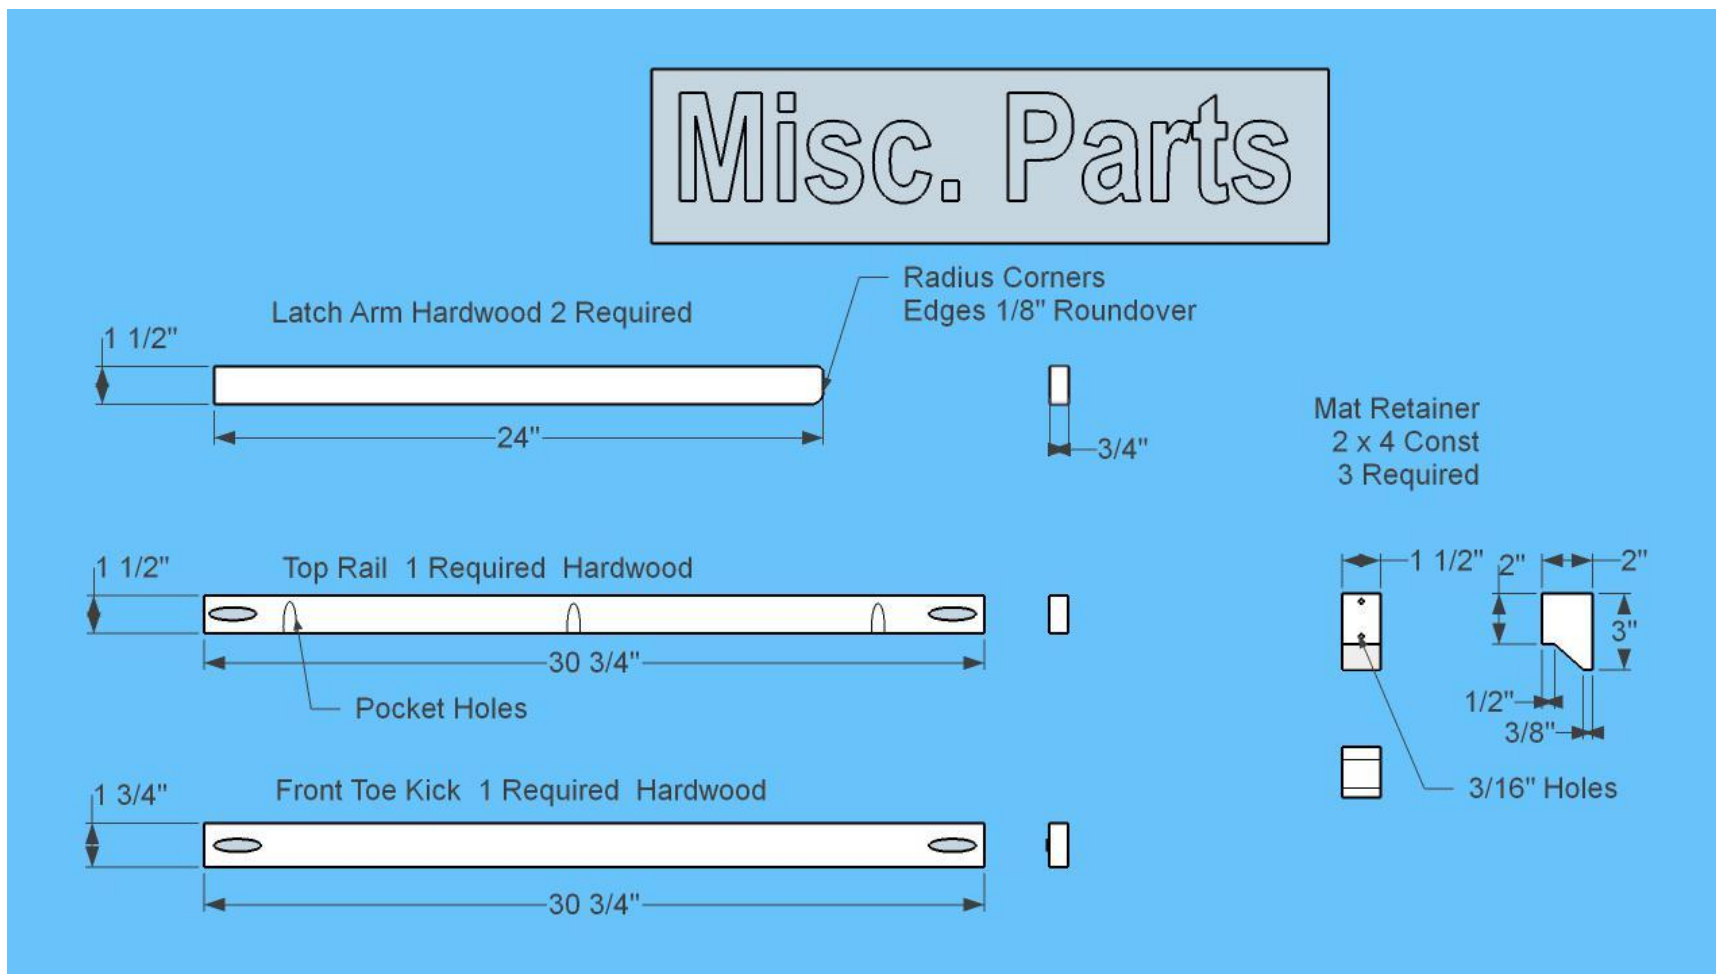 Misc. Parts
Radius Corners
Edges 1/8" Roundover
Latch Arm Hardwood 2 Required
1 1/2"
24"
3/4"
Mat Retainer
2 x 4 Const
3 Required
1 1/2"
Top Rail 1 Required Hardwood
30 3/4"
Pocket Holes
1 1/2"
2"
2"
3"
1/2"
3/8"
3/16" Holes
1 3/4"
Front Toe Kick 1 Required Hardwood
30 3/4"